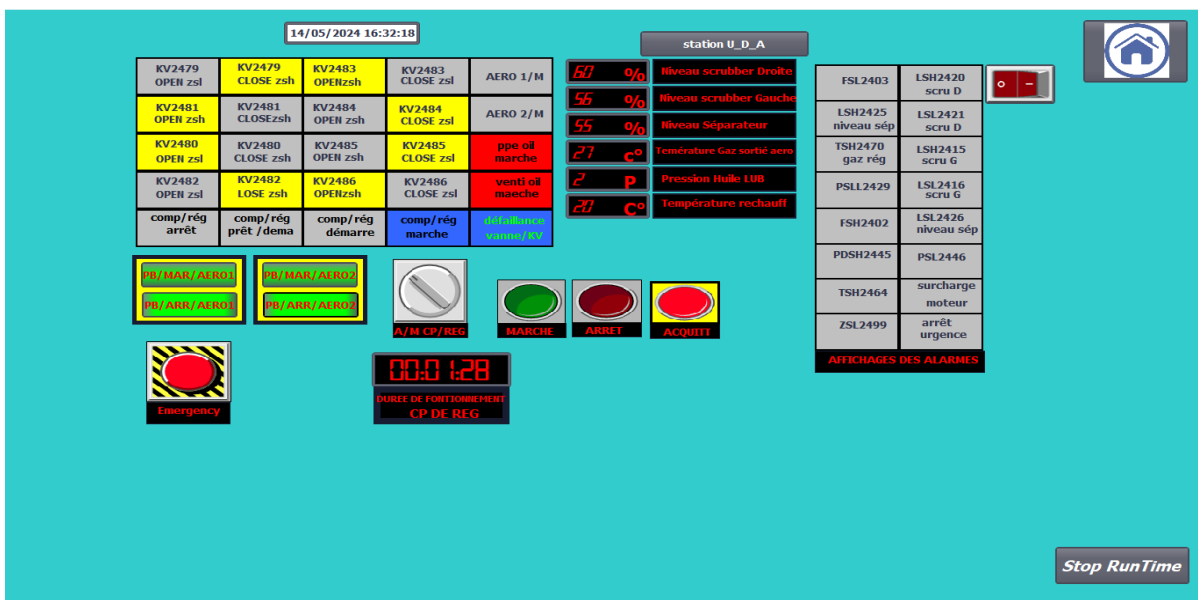 14/05/2024 16:32:18
station U_D_A
KV2479
OPEN zsl
KV2479
CLOSE zsh
KV2483
OPENzsh
KV2483
CLOSE zsl
AERO 1/M
KV2481
OPEN zsh
KV2481
CLOSEzsh
KV2484
OPEN zsh
KV2484
CLOSE zsl
AERO 2/M
KV2480
OPEN zsl
KV2480
CLOSE zsh
KV2485
OPEN zsh
KV2485
CLOSE zsl
ppe oil
marche
KV2482
OPEN zsl
KV2482
LOSE zsh
KV2486
OPENzsh
KV2486
CLOSE zsl
venti oil
maeche
comp/rég
arrêt
comp/rég
prêt /dema
comp/rég
démarre
comp/rég
marche
défaillance
vanne/KV
60 % Niveau scrubber Droite
56 % Niveau scrubber Gauche
55 % Niveau Séparateur
27 c° Temérature Gaz sortié aero
2 P Pression Huile LUB
20 C° Température rechauff
FSL2403
LSH2420
scru D
LSH2425
niveau sép
LSL2421
scru D
TSH2470
gaz rég
LSH2415
scru G
PSLL2429
LSL2416
scru G
FSH2402
LSL2426
niveau sép
PDSH2445
PSL2446
TSH2464
surcharge
moteur
ZSL2499
arrêt
urgence
AFFICHAGES DES ALARMES
PB/MAR/AERO1
PB/ARR/AERO1
PB/MAR/AERO2
PB/ARR/AERO2
A/M CP/REG
MARCHE
ARRET
ACQUITT
Emergency
00:01:28
DUREE DE FONTIONNEMENT
CP DE REG
Stop RunTime